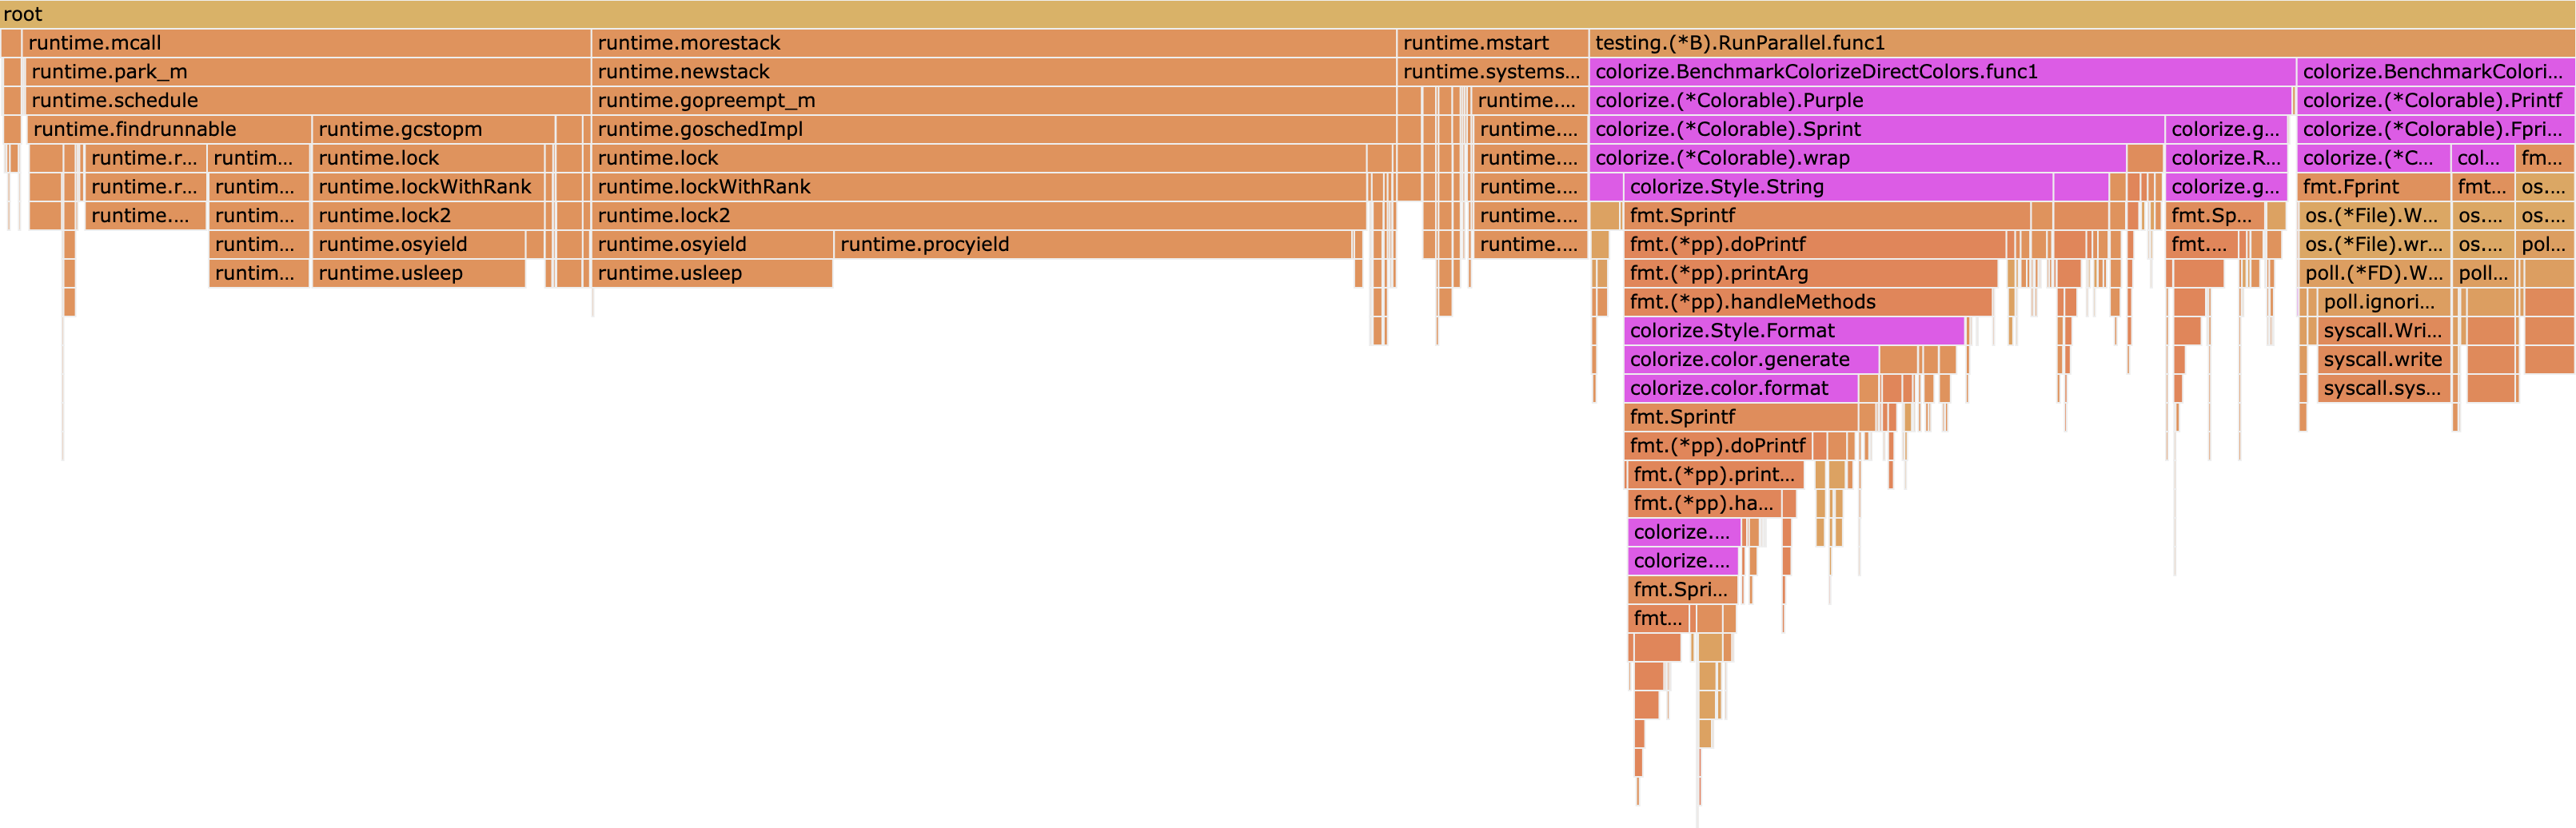 root
runtime.mcall runtime.morestack runtime.mstart testing.(*B).RunParallel.func1
runtime.park_m runtime.newstack runtime.systems... colorize.BenchmarkColorizeDirectColors.func1 colorize.BenchmarkColori...
runtime.schedule runtime.gopreempt_m runtime.... colorize.(*Colorable).Purple colorize.(*Colorable).Printf
runtime.findrunnable runtime.gcstopm runtime.goschedImpl runtime.... colorize.(*Colorable).Sprint colorize.g... colorize.(*Colorable).Fpri...
runtime.r... runtim... runtime.lock runtime.lock runtime.... colorize.(*Colorable).wrap colorize.R... colorize.(*C... col... fm...
runtime.r... runtim... runtime.lockWithRank runtime.lockWithRank runtime.... colorize.Style.String colorize.g... fmt.Fprint fmt... os....
runtime.... runtim... runtime.lock2 runtime.lock2 runtime.... fmt.Sprintf fmt.Sp... os.(*File).W... os.... os....
runtim... runtime.osyield runtime.osyield runtime.procyield runtime.... fmt.(*pp).doPrintf fmt.... os.(*File).wr... os.... pol...
runtim... runtime.usleep runtime.usleep fmt.(*pp).printArg poll.(*FD).W... poll...
fmt.(*pp).handleMethods poll.ignori...
colorize.Style.Format syscall.Wri...
colorize.color.generate syscall.write
colorize.color.format syscall.sys...
fmt.Sprintf
fmt.(*pp).doPrintf
fmt.(*pp).print...
fmt.(*pp).ha...
colorize....
colorize....
fmt.Spri...
fmt...